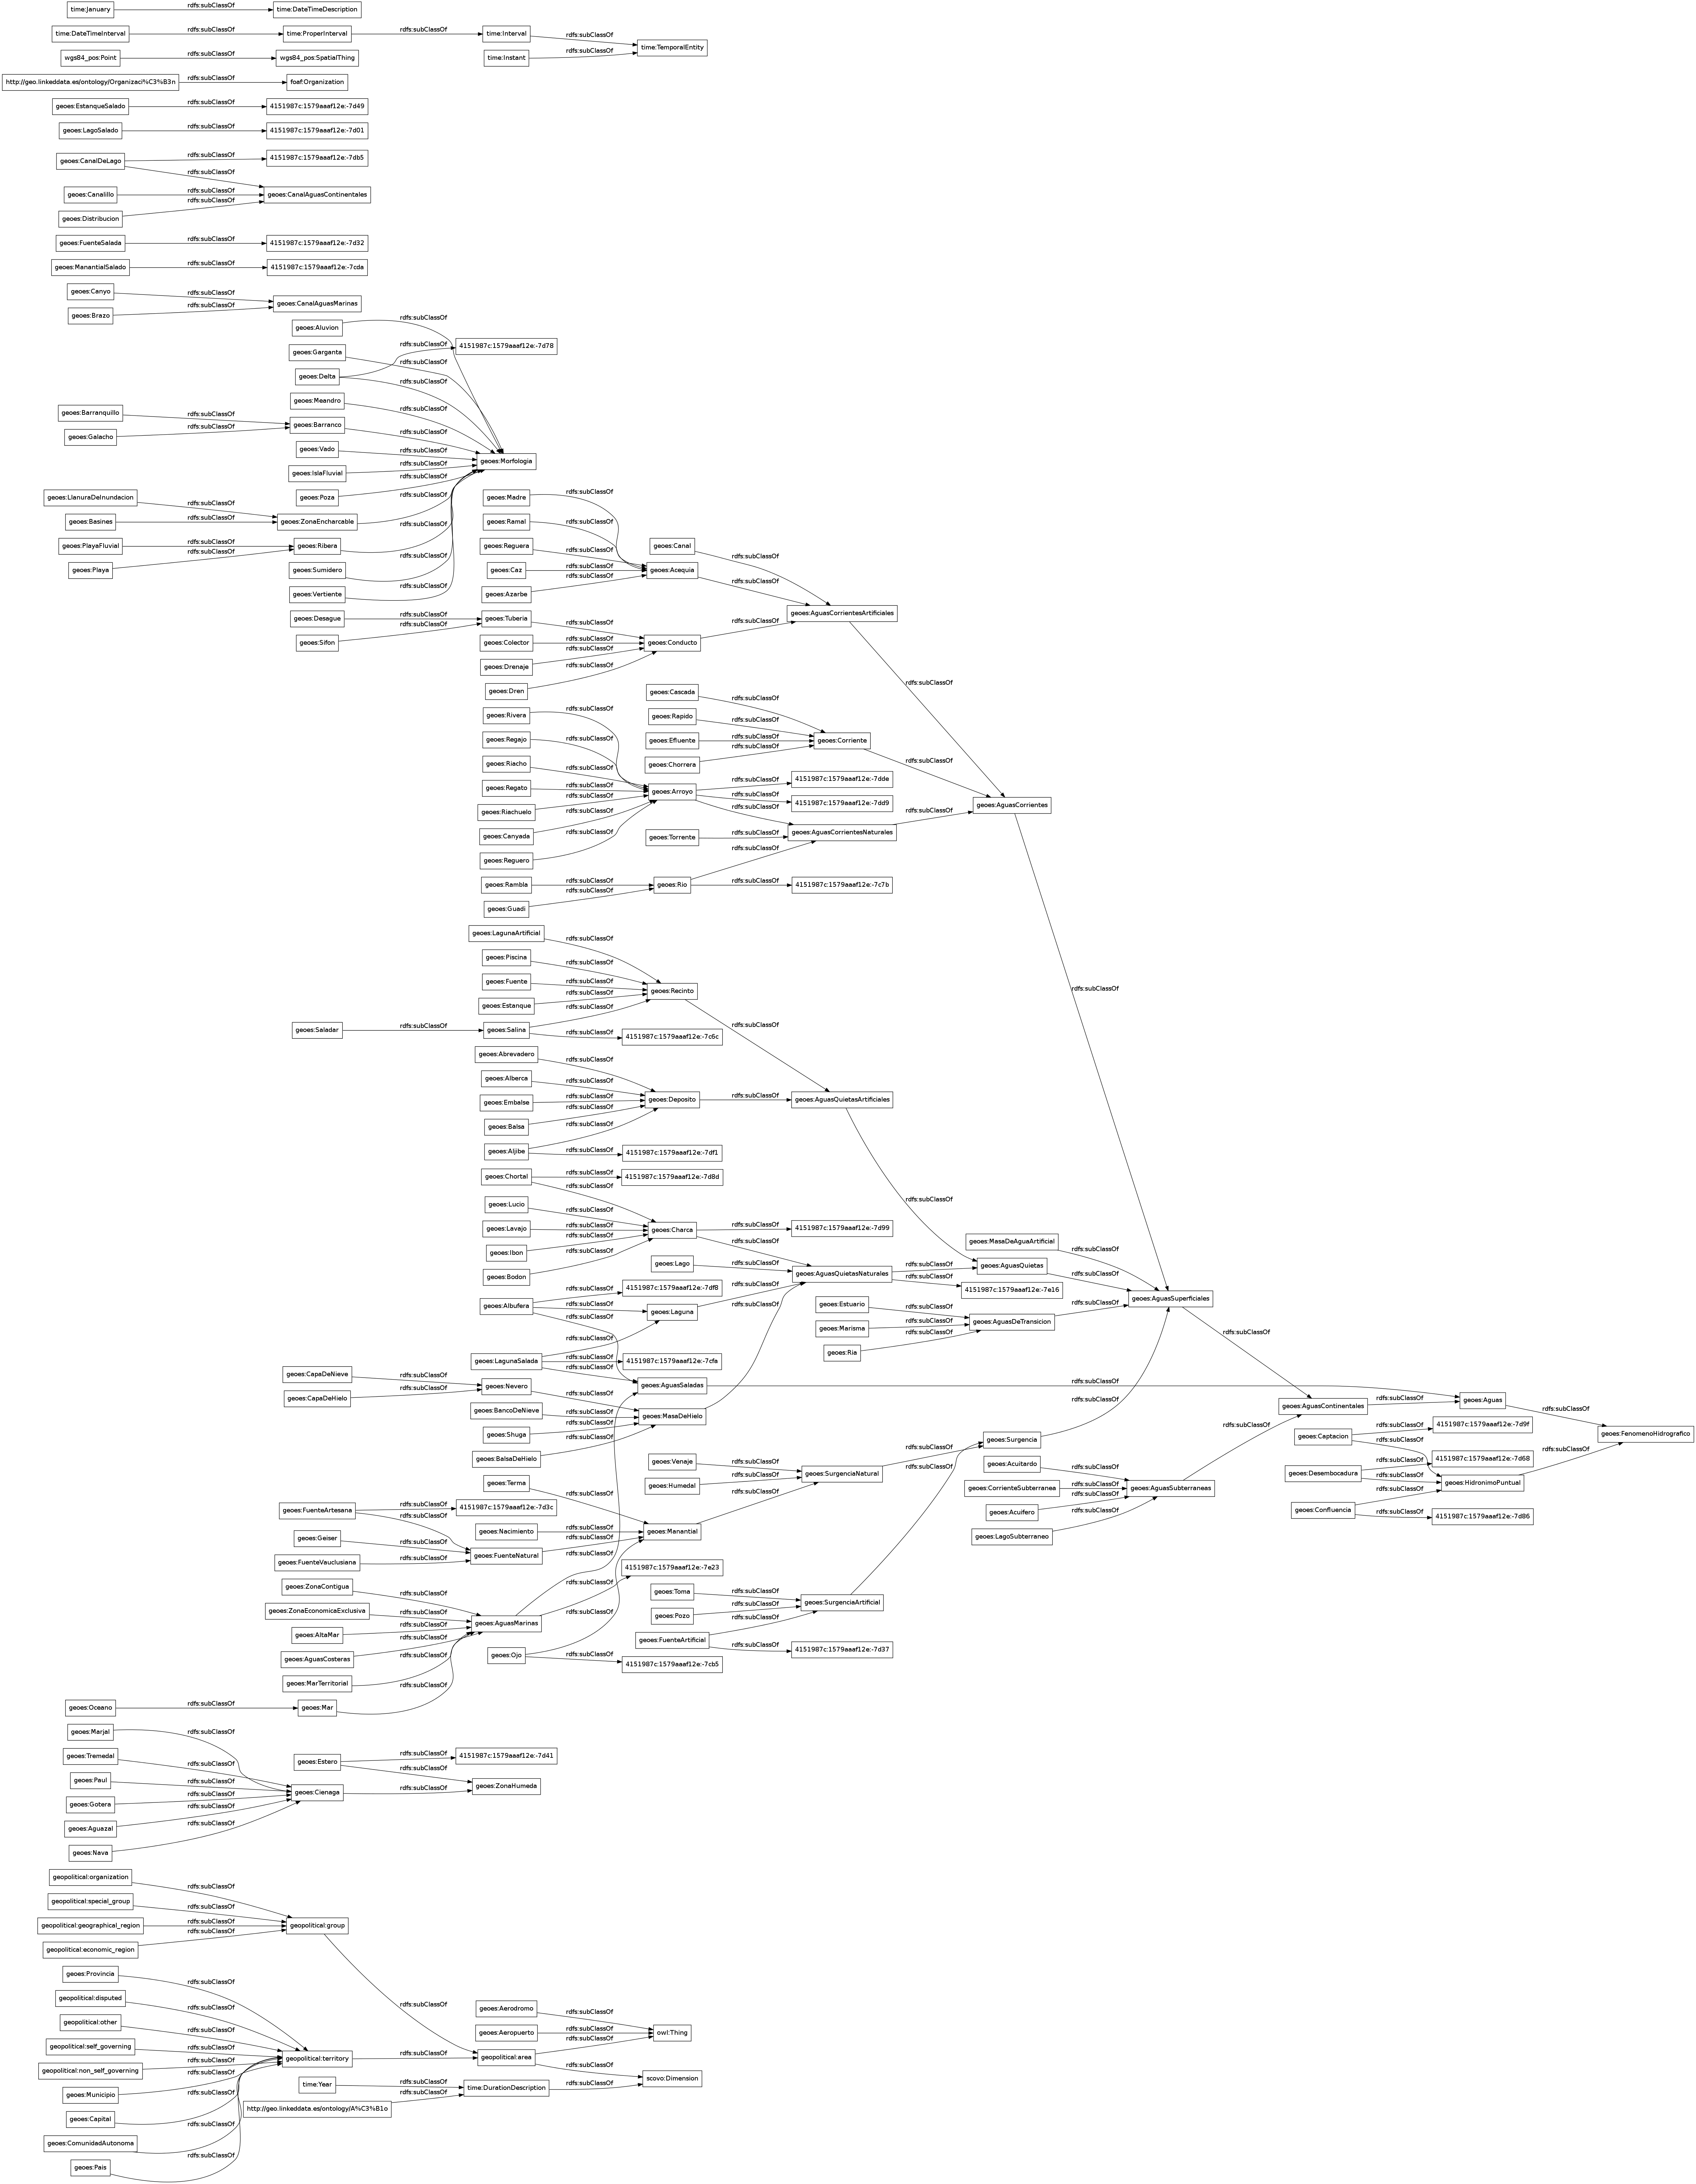 time:January
rdfs:subClassOf
time:DateTimeDescription
time:DateTimeInterval
rdfs:subClassOf
time:ProperInterval
rdfs:subClassOf
time:Interval
rdfs:subClassOf
time:TemporalEntity
wgs84_pos:Point
rdfs:subClassOf
wgs84_pos:SpatialThing
time:Instant
rdfs:subClassOf
http://geo.linkeddata.es/ontology/Organizaci%C3%B3n
rdfs:subClassOf
foaf:Organization
geoes:EstanqueSalado
rdfs:subClassOf
4151987c:1579aaaf12e:-7d49
geoes:LagoSalado
rdfs:subClassOf
4151987c:1579aaaf12e:-7d01
geoes:CanalDeLago
rdfs:subClassOf
4151987c:1579aaaf12e:-7db5
rdfs:subClassOf
geoes:Canalillo
rdfs:subClassOf
geoes:CanalAguasContinentales
geoes:Distribucion
rdfs:subClassOf
geoes:FuenteSalada
rdfs:subClassOf
4151987c:1579aaaf12e:-7d32
geoes:ManantialSalado
rdfs:subClassOf
4151987c:1579aaaf12e:-7cda
geoes:Canyo
rdfs:subClassOf
geoes:CanalAguasMarinas
geoes:Brazo
rdfs:subClassOf
geoes:Aluvion
rdfs:subClassOf
4151987c:1579aaaf12e:-7d78
geoes:Garganta
rdfs:subClassOf
geoes:Delta
rdfs:subClassOf
geoes:Meandro
rdfs:subClassOf
geoes:Barranquillo
rdfs:subClassOf
geoes:Barranco
rdfs:subClassOf
geoes:Galacho
rdfs:subClassOf
geoes:Vado
rdfs:subClassOf
geoes:Morfologia
geoes:IslaFluvial
rdfs:subClassOf
geoes:Poza
rdfs:subClassOf
geoes:LlanuraDeInundacion
rdfs:subClassOf
rdfs:subClassOf
geoes:Basines
rdfs:subClassOf
geoes:ZonaEncharcable
rdfs:subClassOf
geoes:PlayaFluvial
rdfs:subClassOf
geoes:Ribera
rdfs:subClassOf
geoes:Playa
rdfs:subClassOf
geoes:Sumidero
geoes:Vertiente
rdfs:subClassOf
geoes:Madre
rdfs:subClassOf
geoes:Ramal
rdfs:subClassOf
geoes:Reguera
rdfs:subClassOf
geoes:Canal
rdfs:subClassOf
geoes:Caz
rdfs:subClassOf
geoes:Acequia
rdfs:subClassOf
geoes:Azarbe
rdfs:subClassOf
geoes:AguasCorrientesArtificiales
geoes:Desague
rdfs:subClassOf
geoes:Tuberia
rdfs:subClassOf
rdfs:subClassOf
geoes:Sifon
rdfs:subClassOf
geoes:Colector
rdfs:subClassOf
geoes:Conducto
geoes:Drenaje
rdfs:subClassOf
geoes:Dren
rdfs:subClassOf
rdfs:subClassOf
geoes:Cascada
rdfs:subClassOf
geoes:Rivera
rdfs:subClassOf
geoes:Rapido
rdfs:subClassOf
geoes:Regajo
rdfs:subClassOf
geoes:Efluente
rdfs:subClassOf
geoes:Corriente
rdfs:subClassOf
geoes:Riacho
rdfs:subClassOf
geoes:Chorrera
rdfs:subClassOf
geoes:Regato
rdfs:subClassOf
geoes:Arroyo
rdfs:subClassOf
4151987c:1579aaaf12e:-7dde
rdfs:subClassOf
4151987c:1579aaaf12e:-7dd9
geoes:AguasCorrientes
geoes:Riachuelo
rdfs:subClassOf
rdfs:subClassOf
geoes:Canyada
rdfs:subClassOf
geoes:Torrente
rdfs:subClassOf
geoes:AguasCorrientesNaturales
rdfs:subClassOf
geoes:Reguero
rdfs:subClassOf
rdfs:subClassOf
geoes:Rambla
rdfs:subClassOf
geoes:Rio
rdfs:subClassOf
4151987c:1579aaaf12e:-7c7b
geoes:Guadi
rdfs:subClassOf
geoes:LagunaArtificial
rdfs:subClassOf
geoes:Piscina
rdfs:subClassOf
geoes:Fuente
rdfs:subClassOf
geoes:Recinto
rdfs:subClassOf
geoes:Estanque
rdfs:subClassOf
rdfs:subClassOf
geoes:Saladar
rdfs:subClassOf
geoes:Salina
rdfs:subClassOf
rdfs:subClassOf
4151987c:1579aaaf12e:-7c6c
geoes:Abrevadero
rdfs:subClassOf
geoes:Alberca
rdfs:subClassOf
geoes:Embalse
rdfs:subClassOf
geoes:Deposito
rdfs:subClassOf
geoes:AguasQuietasArtificiales
geoes:Balsa
rdfs:subClassOf
rdfs:subClassOf
geoes:Aljibe
rdfs:subClassOf
4151987c:1579aaaf12e:-7df1
geoes:Chortal
rdfs:subClassOf
4151987c:1579aaaf12e:-7d8d
rdfs:subClassOf
rdfs:subClassOf
geoes:Lucio
rdfs:subClassOf
geoes:Lavajo
rdfs:subClassOf
geoes:Charca
rdfs:subClassOf
4151987c:1579aaaf12e:-7d99
geoes:Ibon
rdfs:subClassOf
rdfs:subClassOf
geoes:MasaDeAguaArtificial
rdfs:subClassOf
geoes:Bodon
rdfs:subClassOf
geoes:Lago
rdfs:subClassOf
geoes:AguasQuietasNaturales
rdfs:subClassOf
geoes:AguasQuietas
rdfs:subClassOf
rdfs:subClassOf
4151987c:1579aaaf12e:-7e16
geoes:Albufera
rdfs:subClassOf
4151987c:1579aaaf12e:-7df8
rdfs:subClassOf
geoes:Laguna
rdfs:subClassOf
rdfs:subClassOf
rdfs:subClassOf
geoes:AguasSuperficiales
geoes:Estuario
rdfs:subClassOf
geoes:Marisma
rdfs:subClassOf
geoes:AguasDeTransicion
rdfs:subClassOf
geoes:Ria
rdfs:subClassOf
rdfs:subClassOf
rdfs:subClassOf
geoes:LagunaSalada
rdfs:subClassOf
4151987c:1579aaaf12e:-7cfa
rdfs:subClassOf
geoes:CapaDeNieve
rdfs:subClassOf
geoes:Nevero
geoes:AguasSaladas
rdfs:subClassOf
geoes:CapaDeHielo
rdfs:subClassOf
rdfs:subClassOf
geoes:BancoDeNieve
rdfs:subClassOf
geoes:MasaDeHielo
rdfs:subClassOf
geoes:AguasContinentales
rdfs:subClassOf
geoes:Aguas
rdfs:subClassOf
geoes:Shuga
rdfs:subClassOf
geoes:BalsaDeHielo
rdfs:subClassOf
geoes:Captacion
rdfs:subClassOf
4151987c:1579aaaf12e:-7d9f
geoes:FenomenoHidrografico
rdfs:subClassOf
geoes:Surgencia
rdfs:subClassOf
rdfs:subClassOf
rdfs:subClassOf
geoes:Venaje
rdfs:subClassOf
geoes:Acuitardo
rdfs:subClassOf
4151987c:1579aaaf12e:-7d68
geoes:Humedal
rdfs:subClassOf
geoes:SurgenciaNatural
rdfs:subClassOf
rdfs:subClassOf
geoes:Desembocadura
rdfs:subClassOf
rdfs:subClassOf
geoes:HidronimoPuntual
geoes:Terma
rdfs:subClassOf
geoes:CorrienteSubterranea
rdfs:subClassOf
geoes:AguasSubterraneas
geoes:FuenteArtesana
rdfs:subClassOf
4151987c:1579aaaf12e:-7d3c
rdfs:subClassOf
geoes:Acuifero
rdfs:subClassOf
geoes:Confluencia
rdfs:subClassOf
rdfs:subClassOf
4151987c:1579aaaf12e:-7d86
geoes:Nacimiento
rdfs:subClassOf
geoes:Manantial
rdfs:subClassOf
geoes:LagoSubterraneo
rdfs:subClassOf
geoes:Geiser
rdfs:subClassOf
geoes:FuenteNatural
rdfs:subClassOf
geoes:FuenteVauclusiana
rdfs:subClassOf
4151987c:1579aaaf12e:-7e23
rdfs:subClassOf
geoes:ZonaContigua
rdfs:subClassOf
geoes:Toma
rdfs:subClassOf
geoes:SurgenciaArtificial
geoes:ZonaEconomicaExclusiva
rdfs:subClassOf
geoes:AguasMarinas
rdfs:subClassOf
geoes:Pozo
rdfs:subClassOf
geoes:AltaMar
rdfs:subClassOf
geoes:FuenteArtificial
rdfs:subClassOf
rdfs:subClassOf
4151987c:1579aaaf12e:-7d37
geoes:AguasCosteras
rdfs:subClassOf
geoes:Ojo
rdfs:subClassOf
4151987c:1579aaaf12e:-7cb5
geoes:MarTerritorial
rdfs:subClassOf
geoes:Oceano
rdfs:subClassOf
geoes:Mar
rdfs:subClassOf
geoes:Marjal
rdfs:subClassOf
geoes:Tremedal
rdfs:subClassOf
geoes:Estero
rdfs:subClassOf
4151987c:1579aaaf12e:-7d41
rdfs:subClassOf
geoes:Paul
rdfs:subClassOf
geoes:Cienaga
rdfs:subClassOf
geoes:ZonaHumeda
geoes:Gotera
rdfs:subClassOf
geoes:Aguazal
rdfs:subClassOf
geoes:Nava
rdfs:subClassOf
geopolitical:organization
rdfs:subClassOf
geopolitical:special_group
rdfs:subClassOf
geopolitical:geographical_region
rdfs:subClassOf
geopolitical:group
geopolitical:economic_region
rdfs:subClassOf
geoes:Provincia
rdfs:subClassOf
rdfs:subClassOf
geopolitical:disputed
rdfs:subClassOf
geoes:Aerodromo
rdfs:subClassOf
geopolitical:other
rdfs:subClassOf
geoes:Aeropuerto
rdfs:subClassOf
owl:Thing
geopolitical:self_governing
rdfs:subClassOf
geopolitical:territory
rdfs:subClassOf
geopolitical:area
rdfs:subClassOf
geopolitical:non_self_governing
rdfs:subClassOf
rdfs:subClassOf
scovo:Dimension
geoes:Municipio
rdfs:subClassOf
time:Year
rdfs:subClassOf
time:DurationDescription
rdfs:subClassOf
geoes:Capital
rdfs:subClassOf
http://geo.linkeddata.es/ontology/A%C3%B1o
rdfs:subClassOf
geoes:ComunidadAutonoma
rdfs:subClassOf
geoes:Pais
rdfs:subClassOf